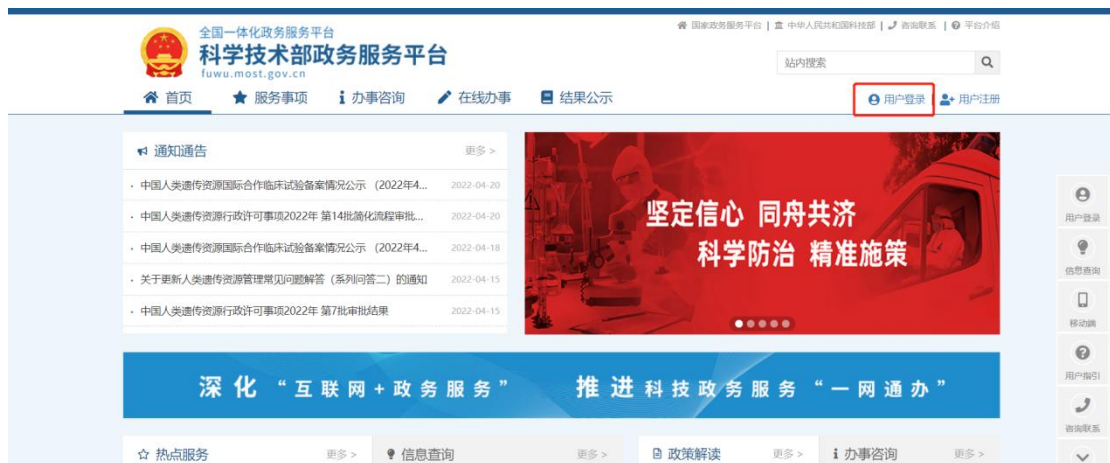 国家政务服务平台 | 中华人民共和国科技部 | 咨询联系 | 平台介绍
全国一体化政务服务平台
科学技术部政务服务平台
fuwu.most.gov.cn
站内搜索
首页 服务事项 办事咨询 在线办事 结果公示 用户登录 | 用户注册
通知通告 更多 >
· 中国人类遗传资源国际合作临床试验备案情况公示 （2022年4... 2022-04-20
· 中国人类遗传资源行政许可事项2022年 第14批简化流程审批... 2022-04-20
· 中国人类遗传资源国际合作临床试验备案情况公示 （2022年4... 2022-04-18
· 关于更新人类遗传资源管理常见问题解答（系列问答二）的通知 2022-04-15
· 中国人类遗传资源行政许可事项2022年 第7批审批结果 2022-04-15
坚定信心 同舟共济
科学防治 精准施策
用户登录
信息查询
移动端
用户指引
咨询联系
深化“互联网+政务服务” 推进科技政务服务“一网通办”
热点服务 更多 > 信息查询 更多 > 政策解读 更多 > 办事咨询 更多 >